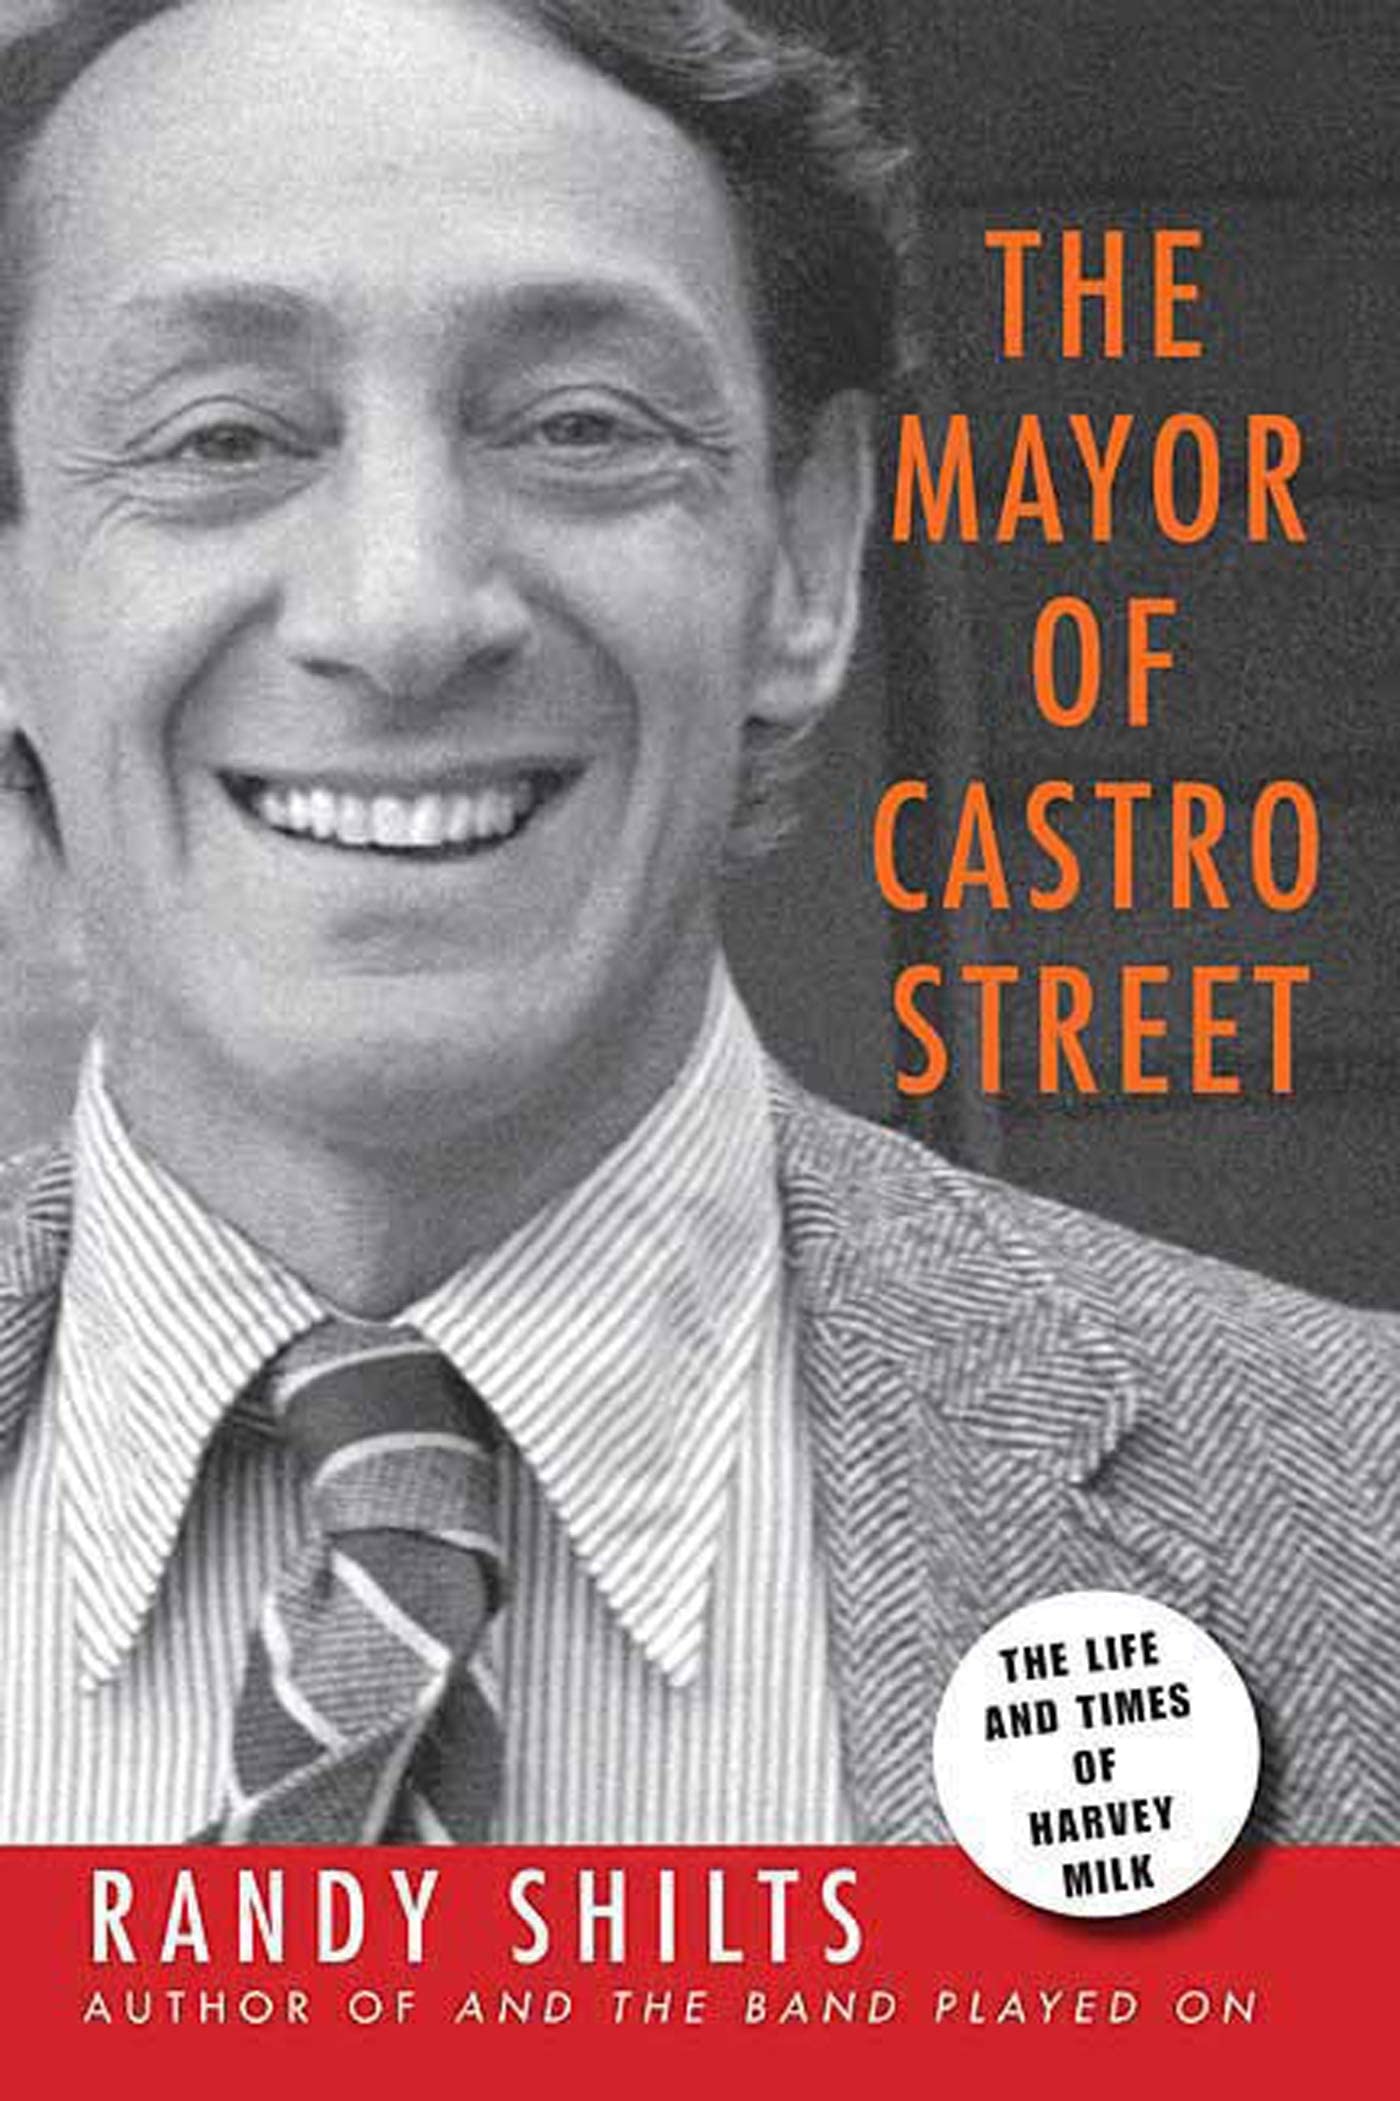 THE
MAYOR
OF
CASTRO
STREET
THE LIFE
AND TIMES
OF
HARVEY
MILK
RANDY SHILTS
AUTHOR OF AND THE BAND PLAYED ON